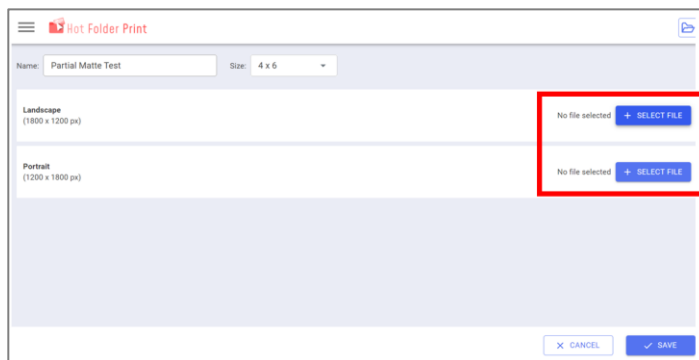 Hot Folder Print
Name: Partial Matte Test Size: 4 x 6
Landscape
(1800 x 1200 px)
No file selected + SELECT FILE
Portrait
(1200 x 1800 px)
No file selected + SELECT FILE
CANCEL SAVE